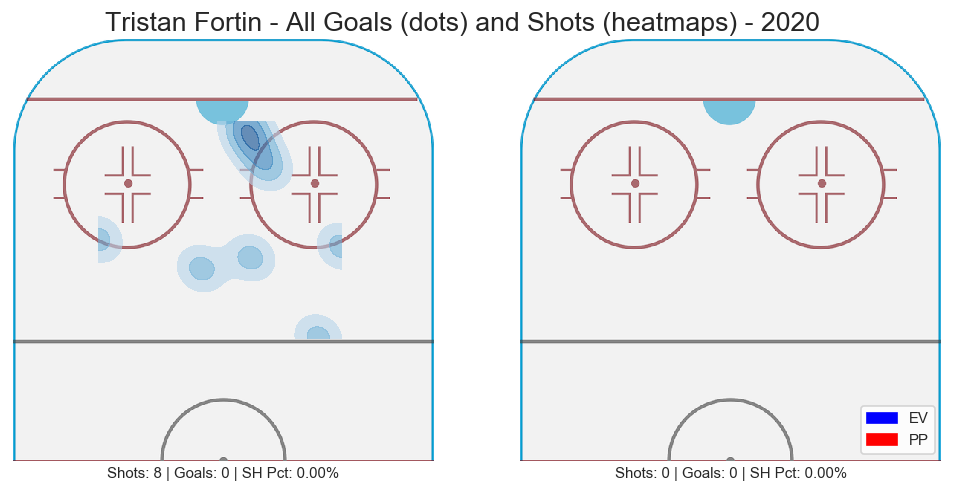 Tristan Fortin - All Goals (dots) and Shots (heatmaps) - 2020
EV
PP
Shots: 8 | Goals: 0 | SH Pct: 0.00%
Shots: 0 | Goals: 0 | SH Pct: 0.00%